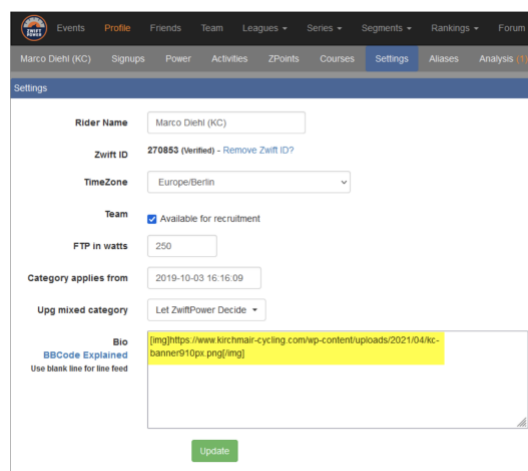 ZWIFT POWER Events Profile Friends Team Leagues Series Segments Rankings Forum
Marco Diehl (KC) Signups Power Activities ZPoints Courses Settings Aliases Analysis (1)
Settings
Rider Name Marco Diehl (KC)
Zwift ID 270853 (Verified) - Remove Zwift ID?
TimeZone Europe/Berlin
Team Available for recruitment
FTP in watts 250
Category applies from 2019-10-03 16:16:09
Upg mixed category Let ZwiftPower Decide
Bio [img]https://www.kirchmair-cycling.com/wp-content/uploads/2021/04/kc-
BBCode Explained banner910px.png[/img]
Use blank line for line feed
Update